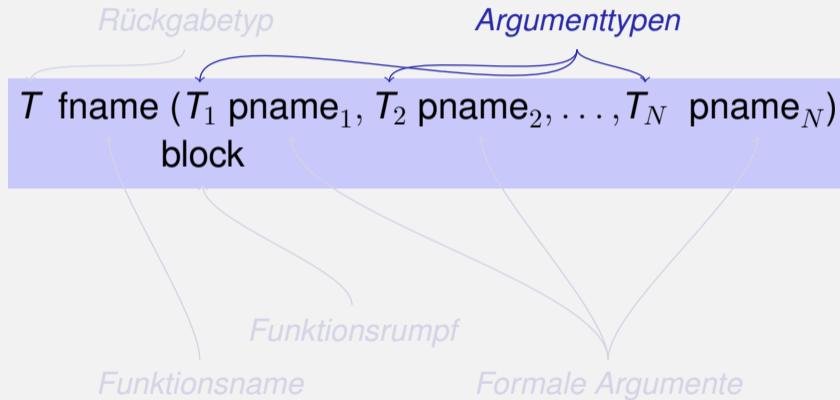 Rückgabetyp Argumenttypen
T fname (T₁ pname₁, T₂ pname₂, ..., T_N pname_N)
block
Funktionsrumpf
Funktionsname Formale Argumente